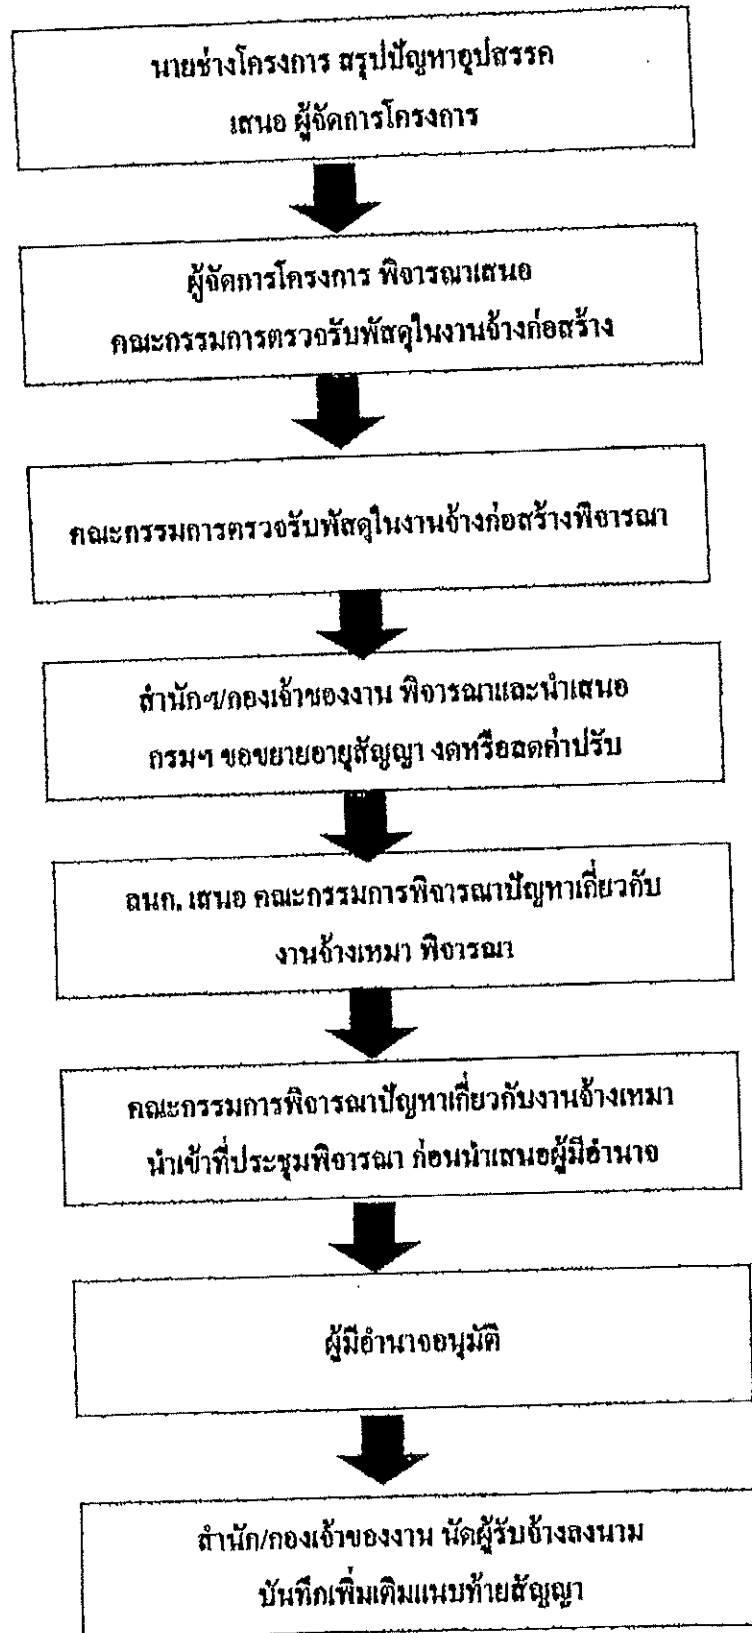 นายช่างโครงการ สรุปปัญหาอุปสรรค
เสนอ ผู้จัดการโครงการ
ผู้จัดการโครงการ พิจารณาเสนอ
คณะกรรมการตรวจรับพัสดุในงานจ้างก่อสร้าง
คณะกรรมการตรวจรับพัสดุในงานจ้างก่อสร้างพิจารณา
สำนักฯ/กองเจ้าของงาน พิจารณาและนำเสนอ
กรมฯ ขอขยายอายุสัญญา งดหรือลดค่าปรับ
ลนก. เสนอ คณะกรรมการพิจารณาปัญหาเกี่ยวกับ
งานจ้างเหมา พิจารณา
คณะกรรมการพิจารณาปัญหาเกี่ยวกับงานจ้างเหมา
นำเข้าที่ประชุมพิจารณา ก่อนนำเสนอผู้มีอำนาจ
ผู้มีอำนาจอนุมัติ
สำนัก/กองเจ้าของงาน นัดผู้รับจ้างลงนาม
บันทึกเพิ่มเติมแนบท้ายสัญญา